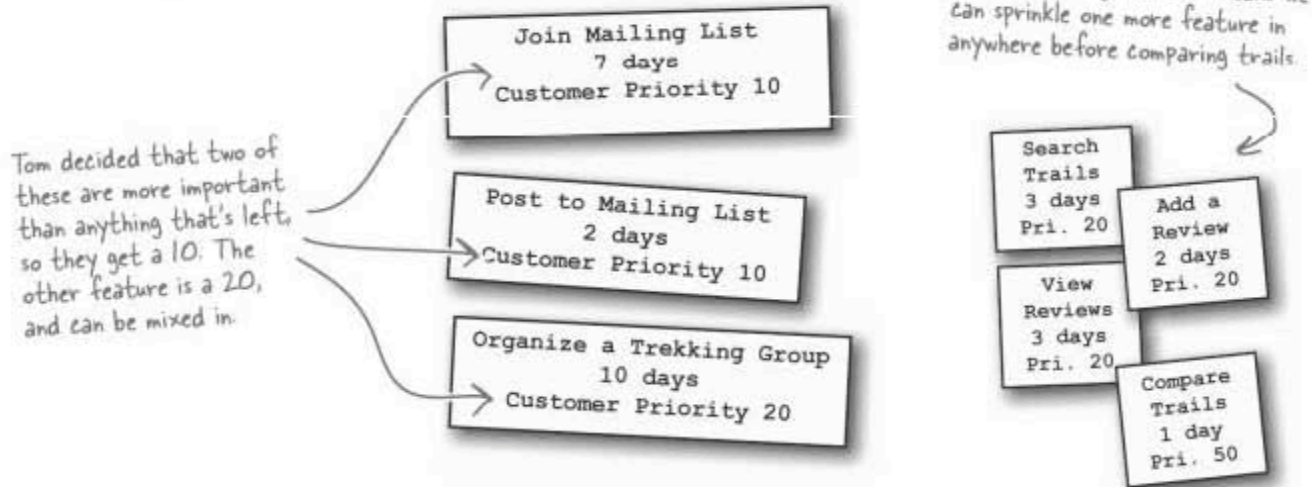 Join Mailing List
7 days
Customer Priority 10
can sprinkle one more feature in
anywhere before comparing trails.
Tom decided that two of
these are more important
than anything that's left,
so they get a 10. The
other feature is a 20,
and can be mixed in.
Post to Mailing List
2 days
Customer Priority 10
Organize a Trekking Group
10 days
Customer Priority 20
Search
Trails
3 days
Pri. 20
Add a
Review
2 days
Pri. 20
View
Reviews
3 days
Pri. 20
Compare
Trails
1 day
Pri. 50